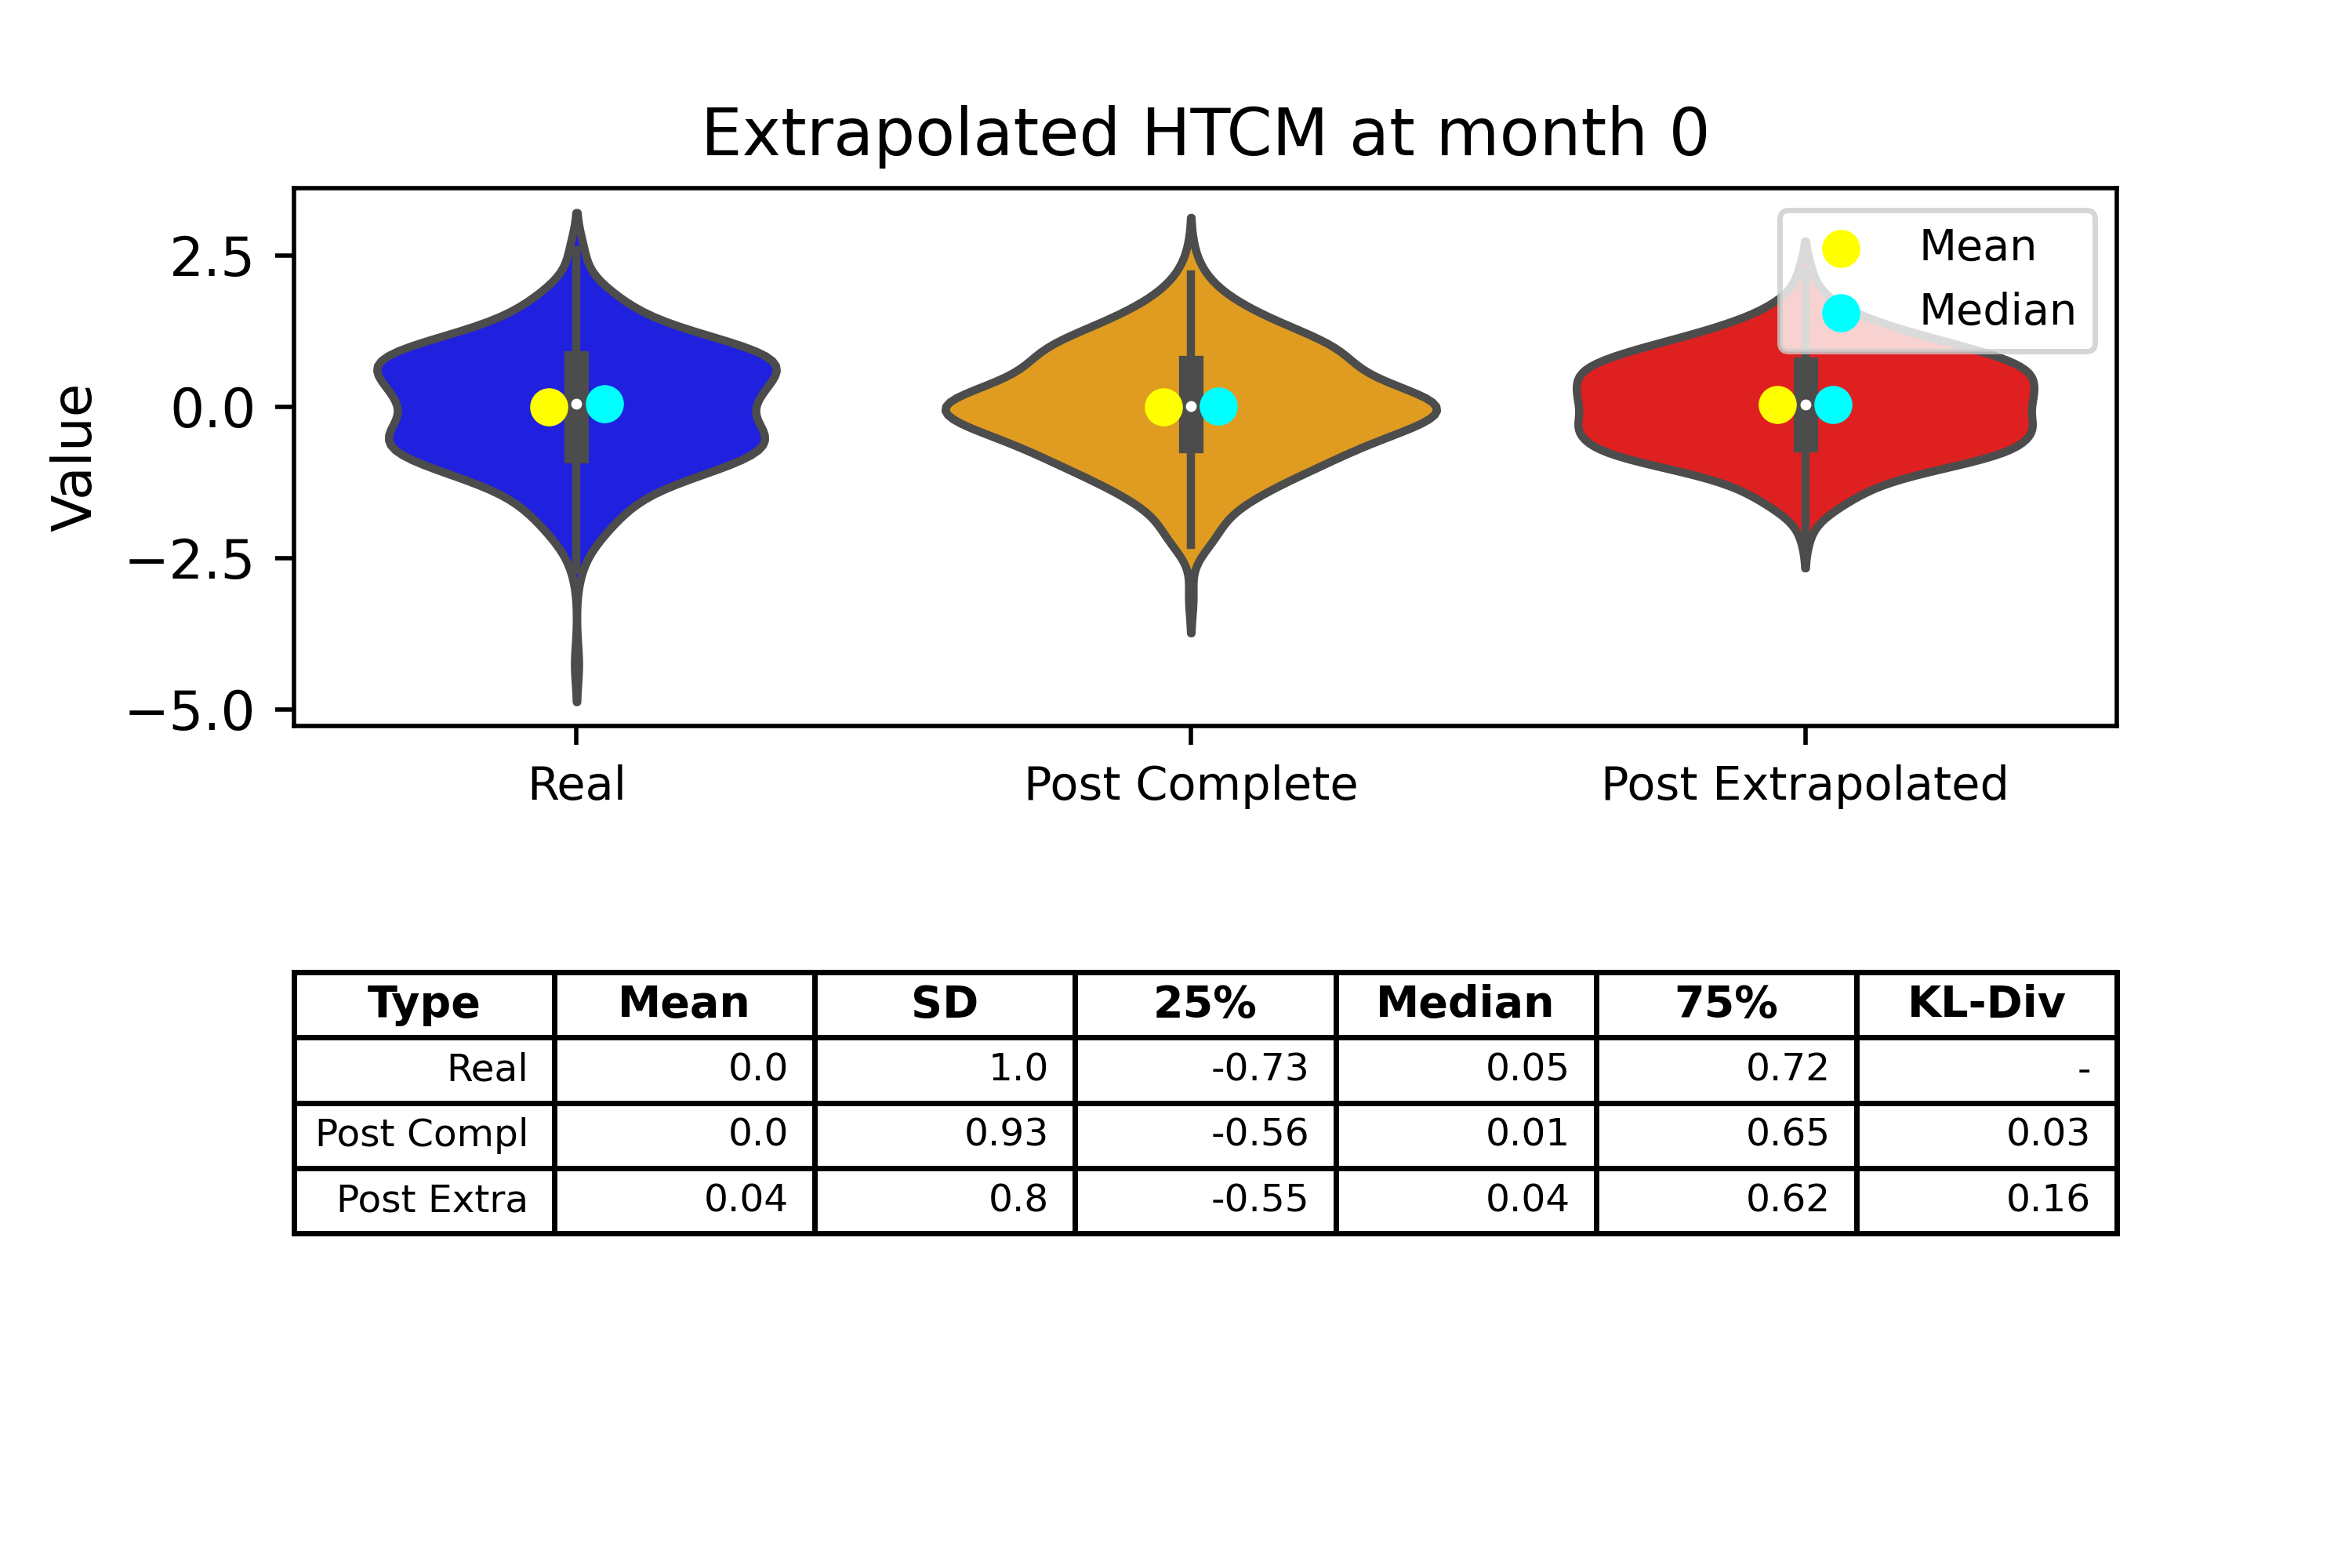 Extrapolated HTCM at month 0
Mean
Median
Value
2.5
0.0
−2.5
−5.0
Real Post Complete Post Extrapolated
Type Mean SD 25% Median 75% KL-Div
Real 0.0 1.0 -0.73 0.05 0.72 -
Post Compl 0.0 0.93 -0.56 0.01 0.65 0.03
Post Extra 0.04 0.8 -0.55 0.04 0.62 0.16